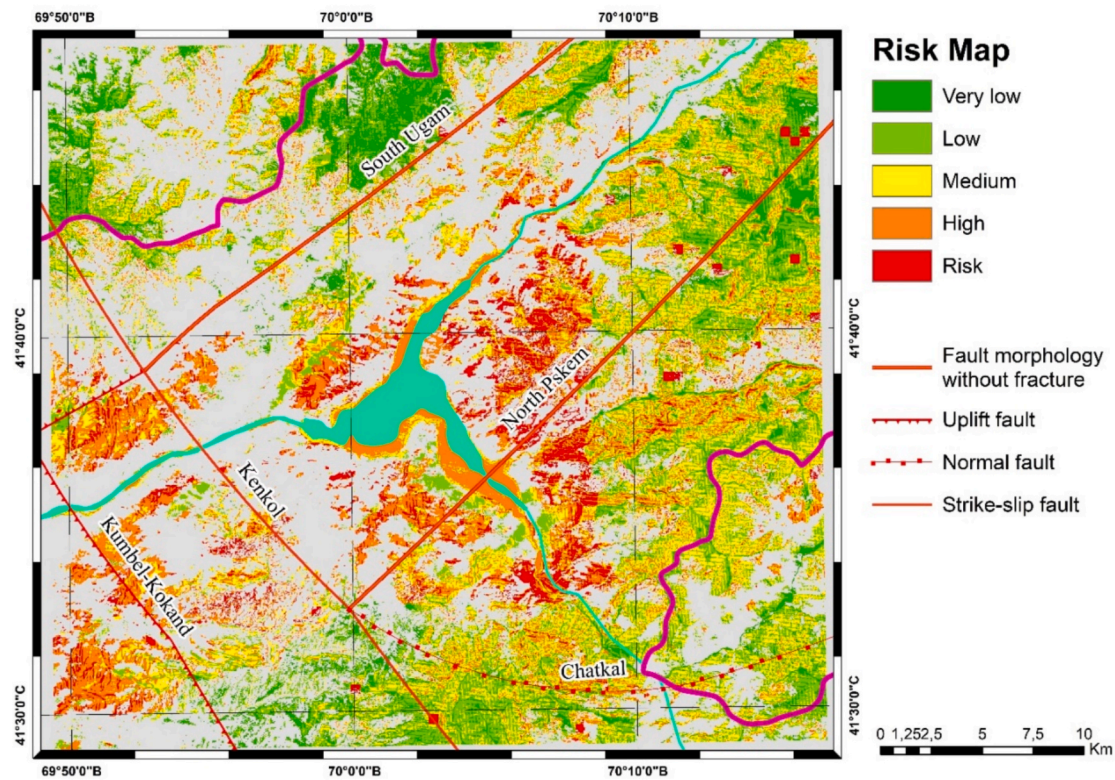 69°50'0"B 70°00'0"B 70°10'0"B
Risk Map
Very low
Low
Medium
High
Risk
South Ugam
41°40'0"C
41°40'0"C
Fault morphology
without fracture
North Pskem
Uplift fault
Normal fault
Kenkol
Strike-slip fault
Kumbel-Kokand
Chatkal
41°30'0"C
41°30'0"C
0 1,252,5 5 7,5 10
Km
69°50'0"B 70°00'0"B 70°10'0"B